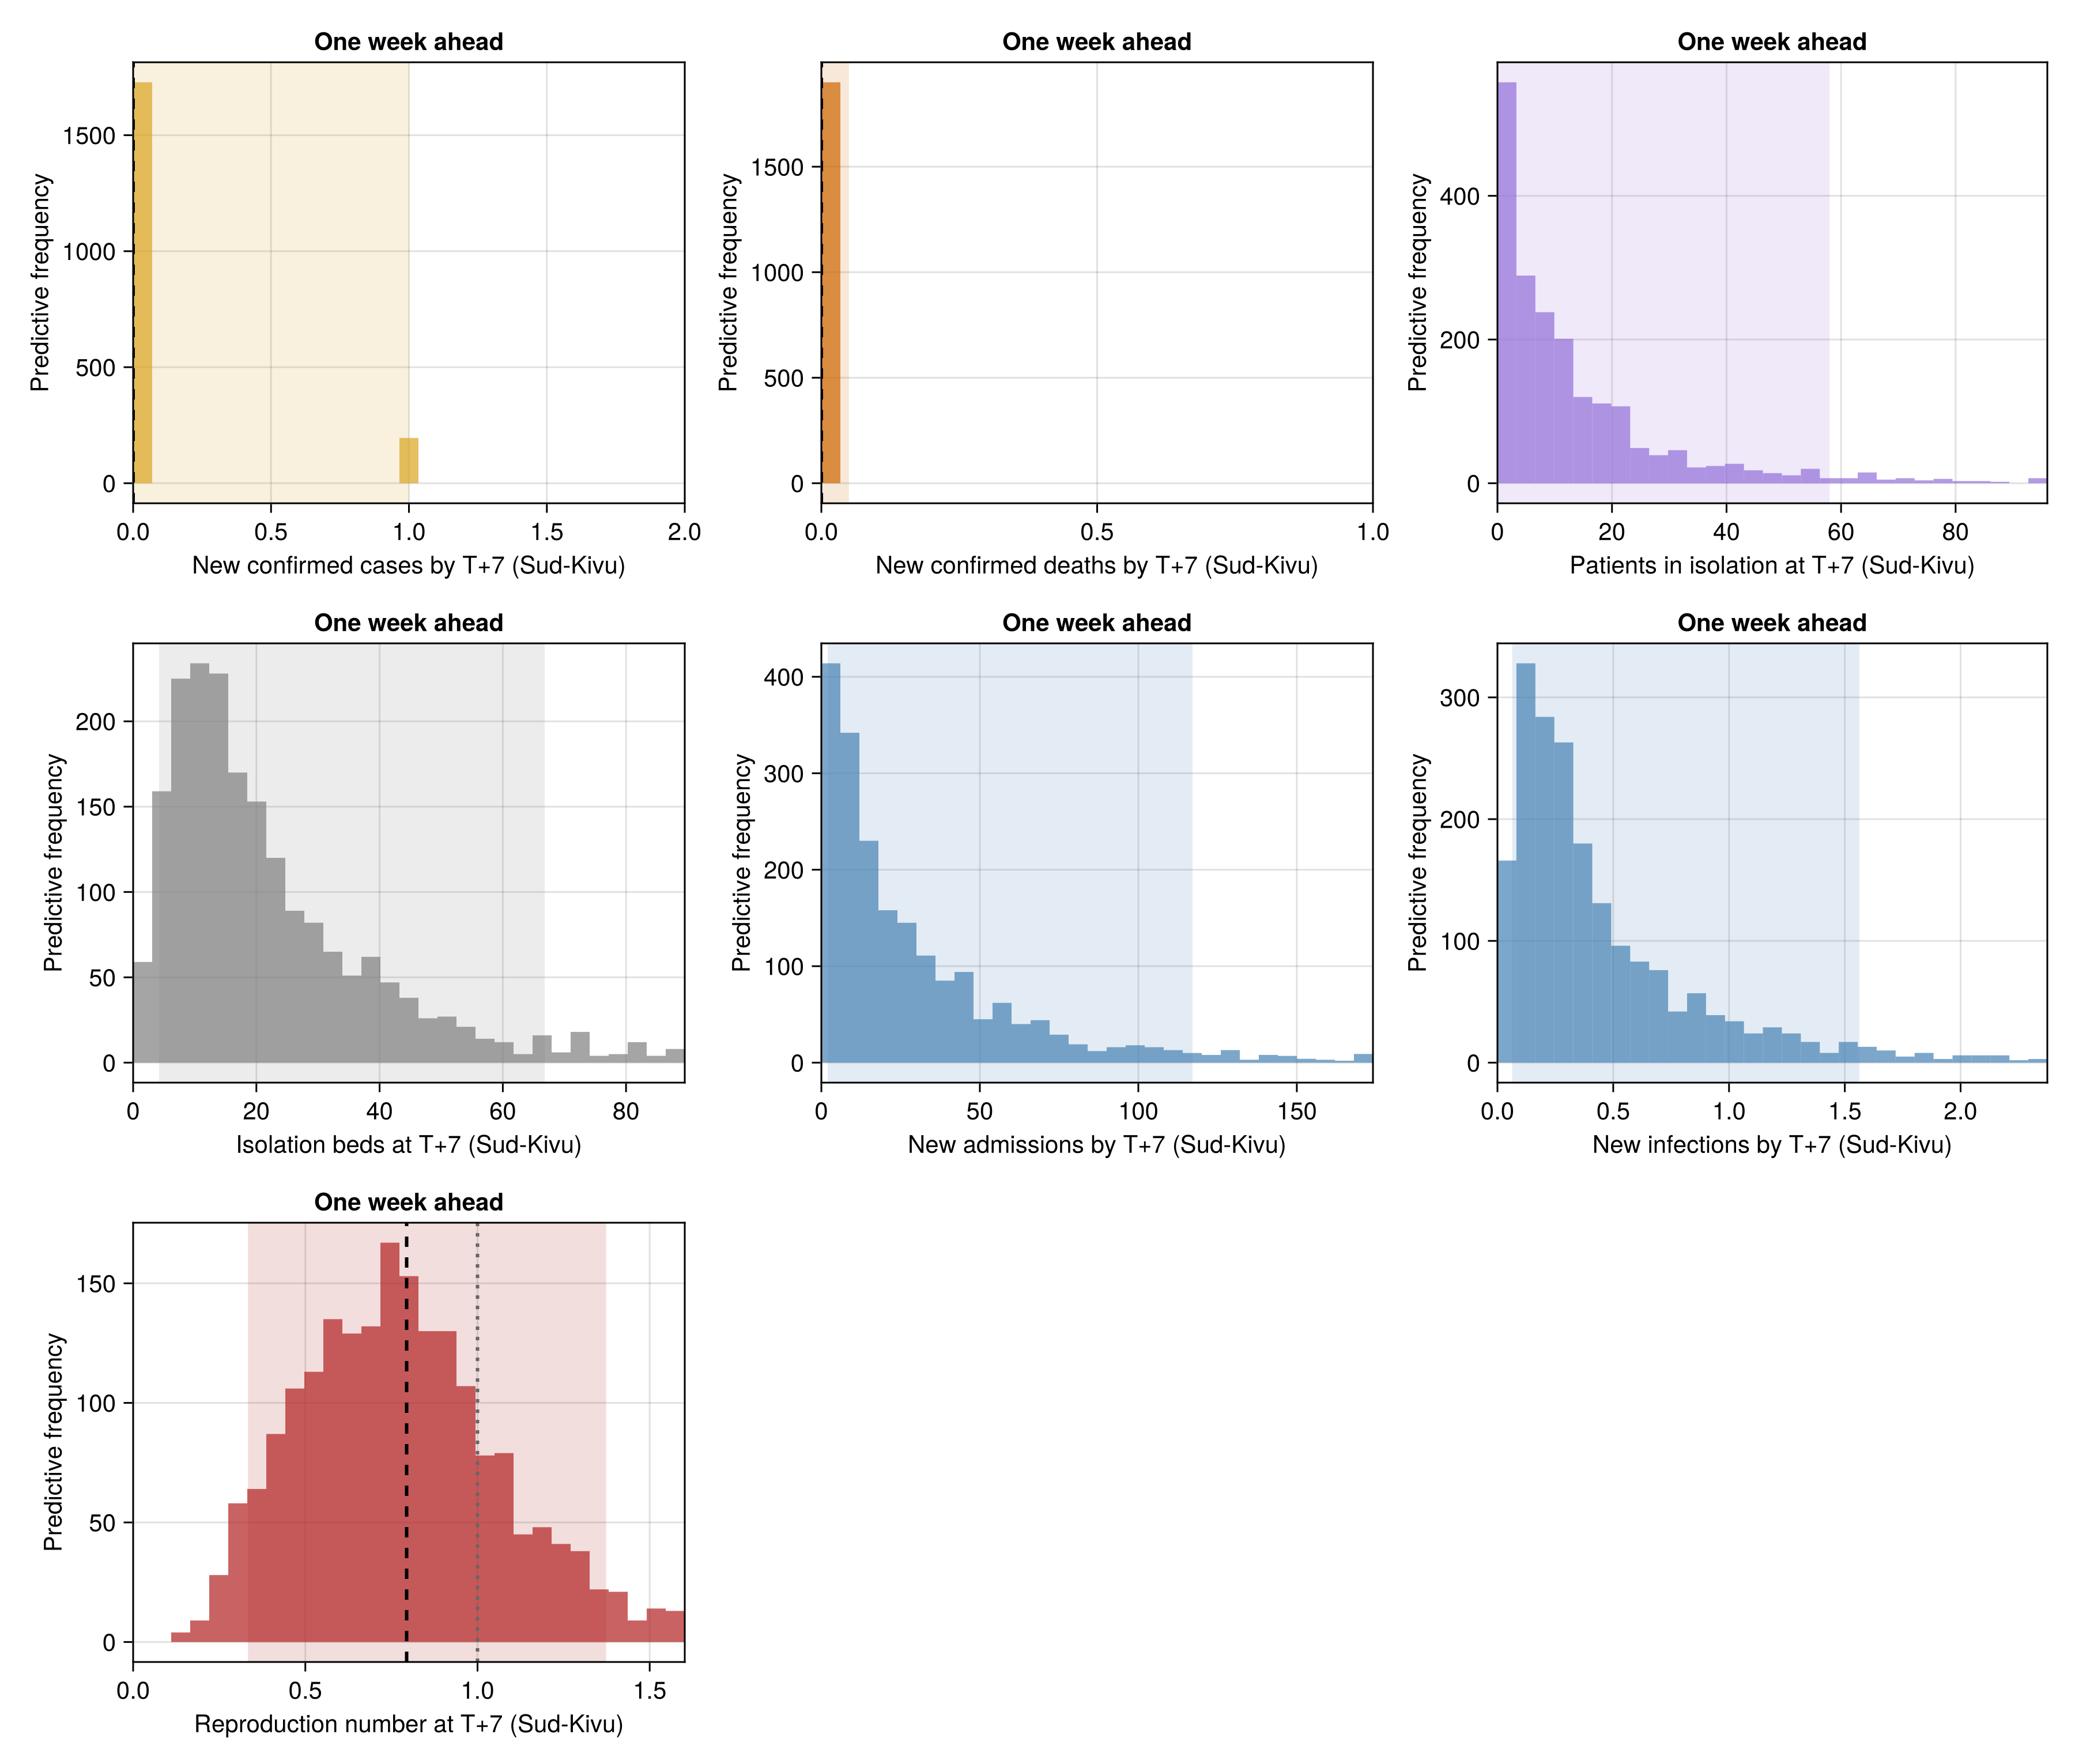 One week ahead
One week ahead
One week ahead
Predictive frequency
1500
1000
500
0
0.0 0.5 1.0 1.5 2.0
New confirmed cases by T+7 (Sud-Kivu)
Predictive frequency
1500
1000
500
0
0.0 0.5 1.0
New confirmed deaths by T+7 (Sud-Kivu)
Predictive frequency
400
200
0
0 20 40 60 80
Patients in isolation at T+7 (Sud-Kivu)
One week ahead
One week ahead
One week ahead
Predictive frequency
200
150
100
50
0
0 20 40 60 80
Isolation beds at T+7 (Sud-Kivu)
Predictive frequency
400
300
200
100
0
0 50 100 150
New admissions by T+7 (Sud-Kivu)
Predictive frequency
300
200
100
0
0.0 0.5 1.0 1.5 2.0
New infections by T+7 (Sud-Kivu)
One week ahead
Predictive frequency
150
100
50
0
0.0 0.5 1.0 1.5
Reproduction number at T+7 (Sud-Kivu)